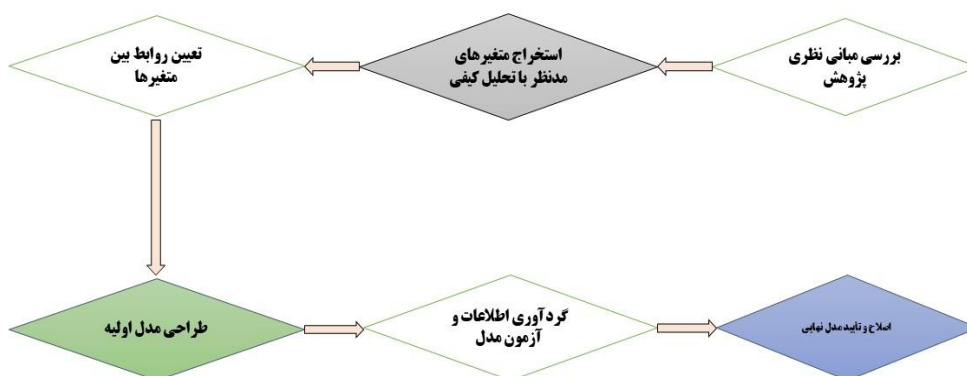 بررسی مبانی نظری
پژوهش
استخراج متغیرهای
مدنظر با تحلیل کیفی
تعیین روابط بین
متغیرها
طراحی مدل اولیه
گردآوری اطلاعات و
آزمون مدل
اصلاح و تأیید مدل نهایی